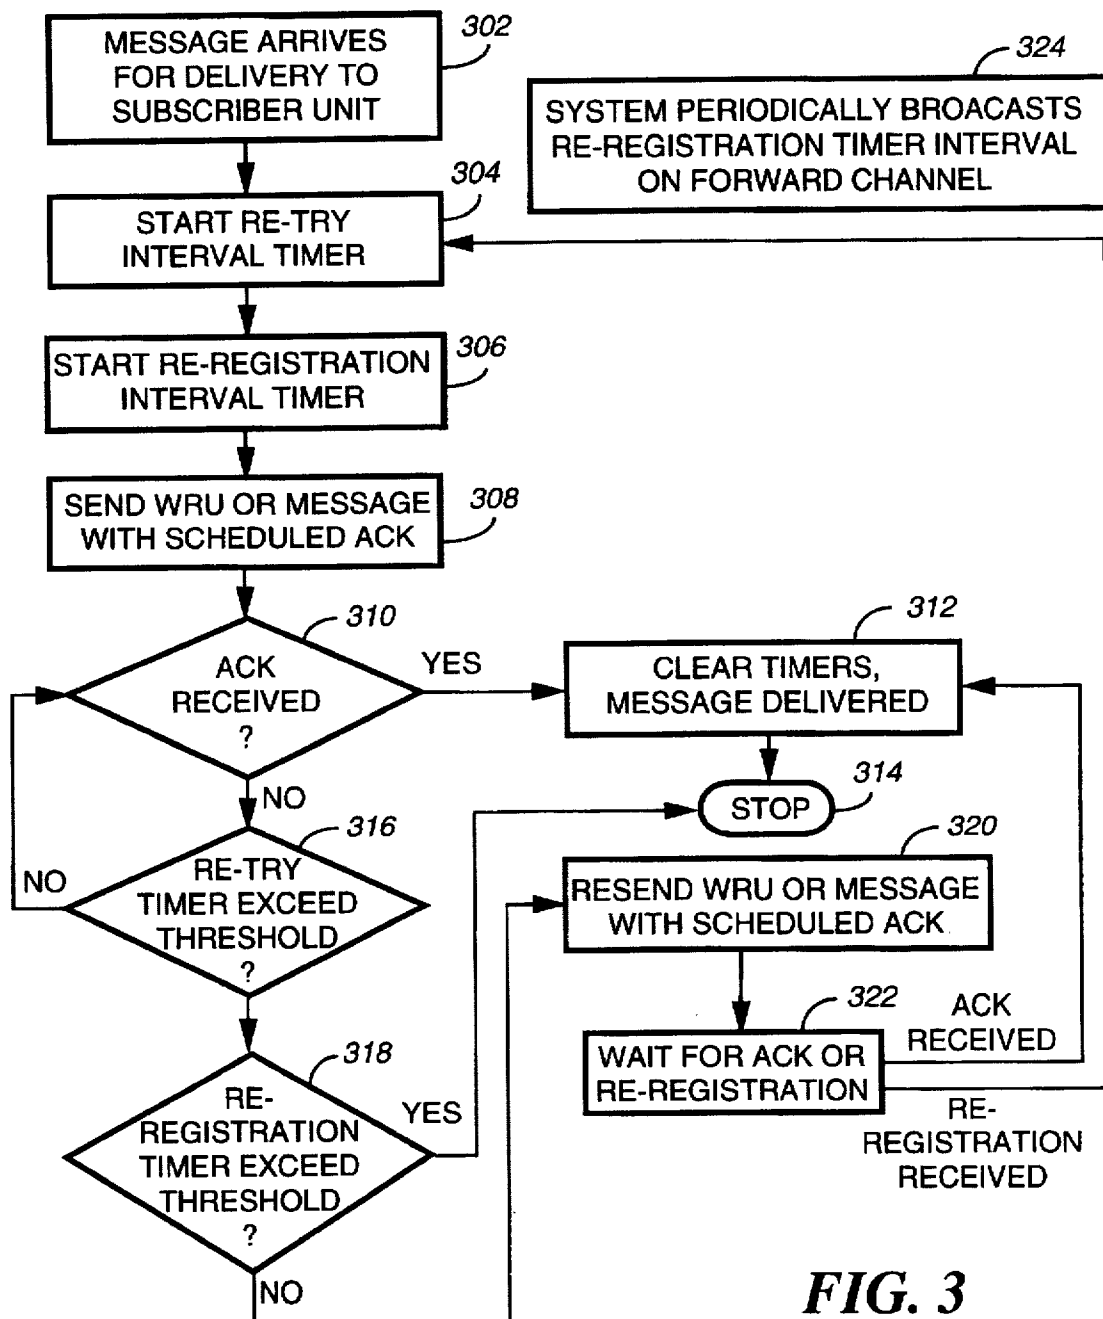 MESSAGE ARRIVES
FOR DELIVERY TO
SUBSCRIBER UNIT
302
SYSTEM PERIODICALLY BROACASTS
RE-REGISTRATION TIMER INTERVAL
ON FORWARD CHANNEL
324
START RE-TRY
INTERVAL TIMER
304
START RE-REGISTRATION
INTERVAL TIMER
306
SEND WRU OR MESSAGE
WITH SCHEDULED ACK
308
ACK
RECEIVED
?
310
YES
NO
CLEAR TIMERS,
MESSAGE DELIVERED
312
STOP
314
RE-TRY
TIMER EXCEED
THRESHOLD
?
316
NO
RE-
REGISTRATION
TIMER EXCEED
THRESHOLD
?
318
YES
NO
RESEND WRU OR MESSAGE
WITH SCHEDULED ACK
320
WAIT FOR ACK OR
RE-REGISTRATION
322
ACK
RECEIVED
RE-
REGISTRATION
RECEIVED
FIG. 3